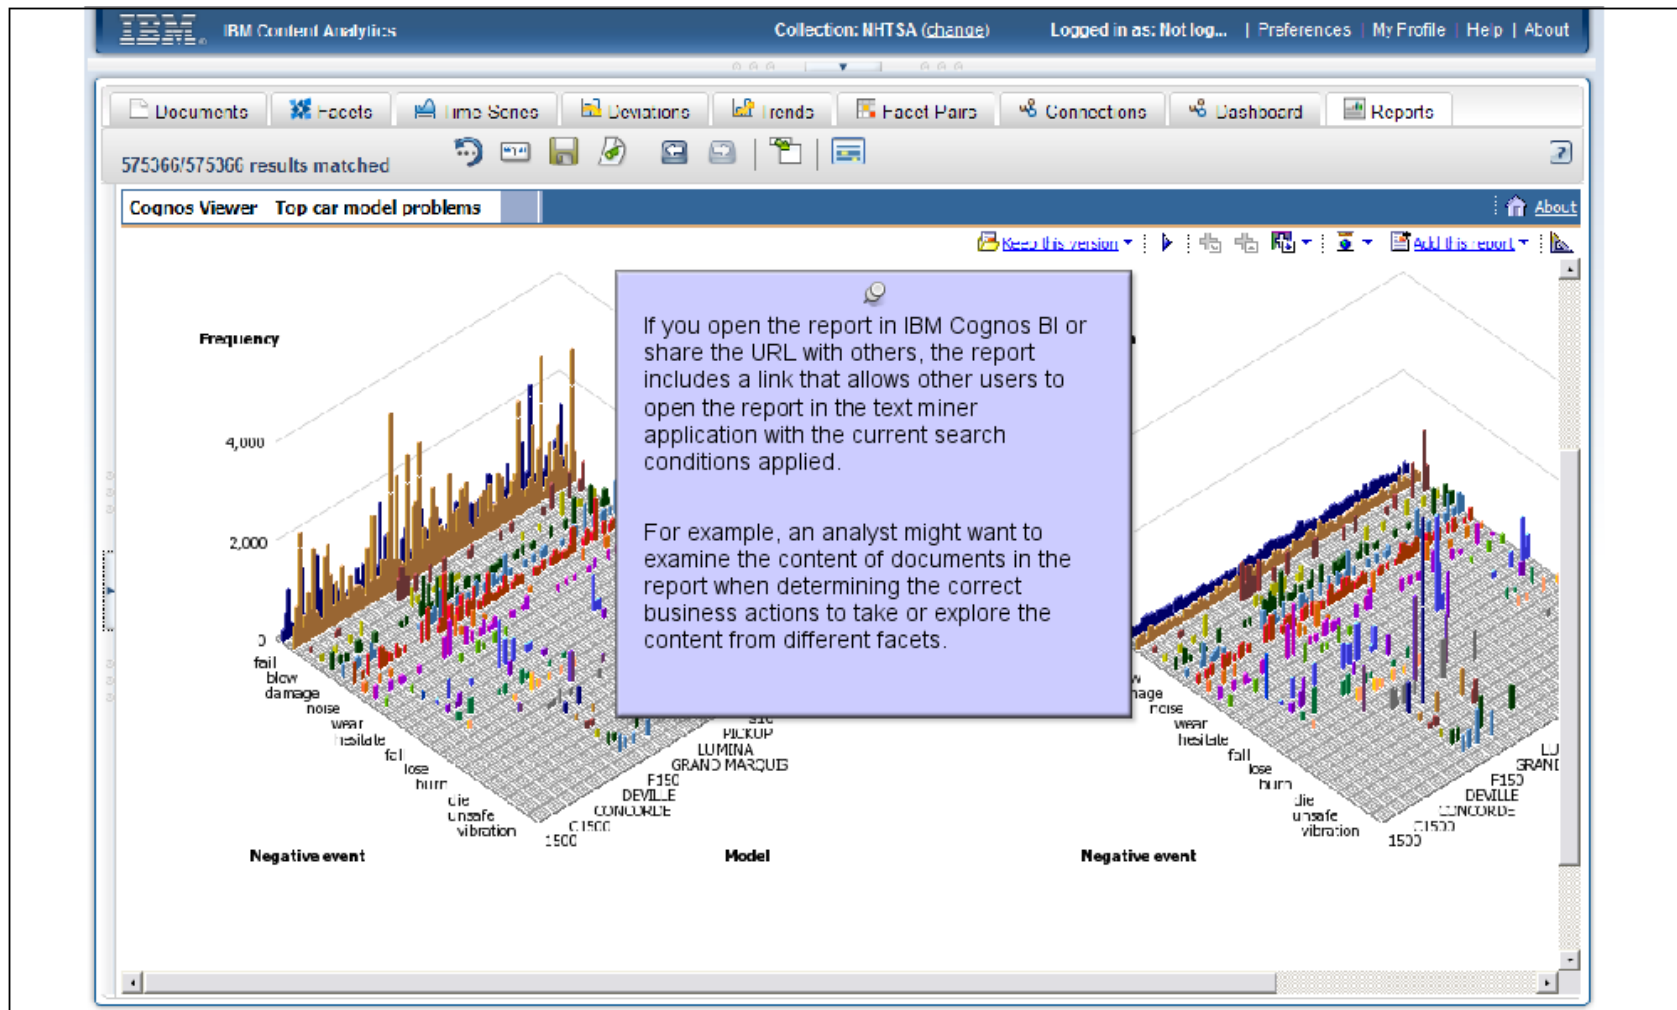 IBM IBM Content Analytics Collection: NHTSA (change) Logged in as: Not log... | Preferences | My Profile | Help | About
Documents Facets Time Series Deviations Trends Facet Pairs Connections Dashboard Reports
575366/575366 results matched
Cognos Viewer Top car model problems About
Keep this version Add this report
If you open the report in IBM Cognos BI or
share the URL with others, the report
includes a link that allows other users to
open the report in the text miner
application with the current search
conditions applied.
For example, an analyst might want to
examine the content of documents in the
report when determining the correct
business actions to take or explore the
content from different facets.
Frequency
4,000
2,000
0
fail
blow
damage
noise
wear
hesitate
fall
lose
burn
die
unsafe
vibration
PICKUP
LUMINA
GRAND MARQUIS
F150
DEVILLE
CONCORDE
C1500
1500
Negative event
Model
noise
wear
hesitate
fall
lose
burn
die
unsafe
vibration
F150
DEVILLE
CONCORDE
C1500
1500
Negative event